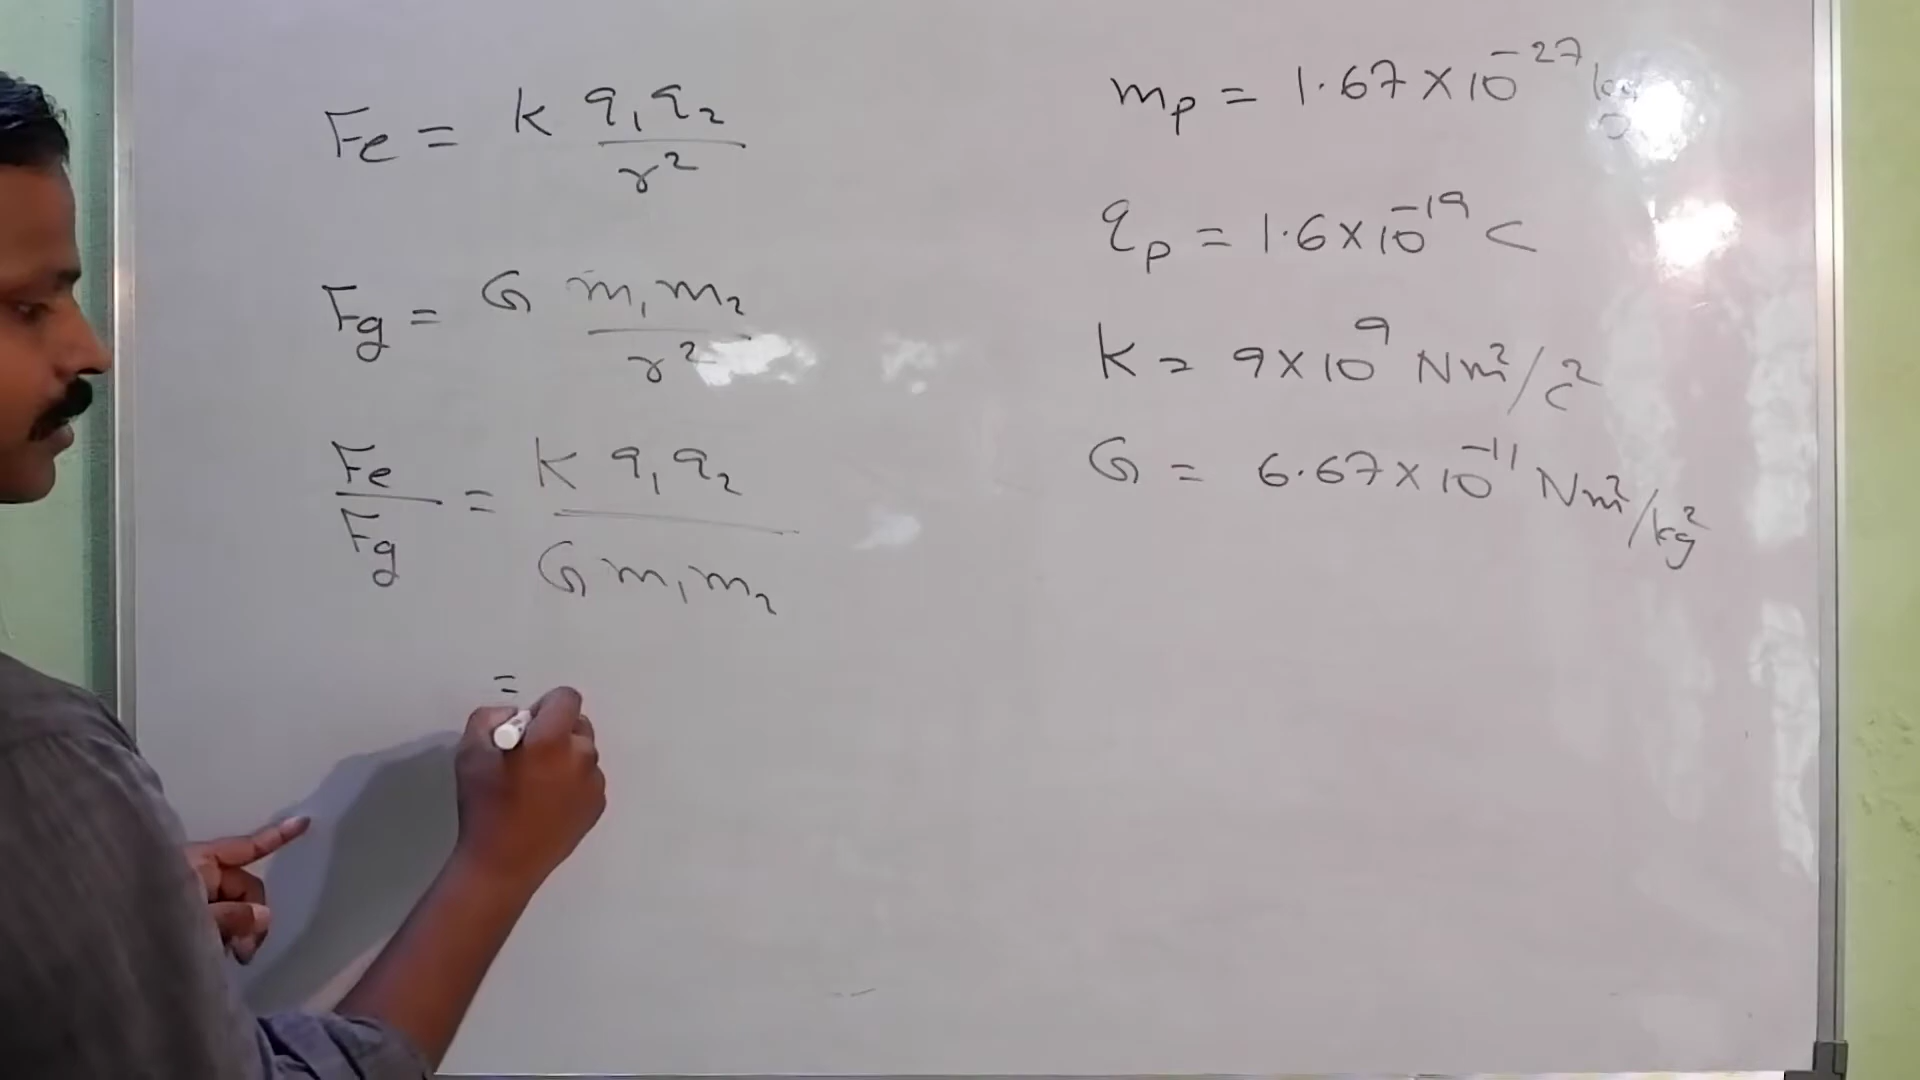 Fe = k q₁q₂ / r²
Fg = G m₁m₂ / r²
Fe / Fg = k q₁q₂ / G m₁m₂
=
mp = 1.67 × 10⁻²⁷ kg
qp = 1.6 × 10⁻¹⁹ C
k = 9 × 10⁹ Nm²/C²
G = 6.67 × 10⁻¹¹ Nm²/kg²